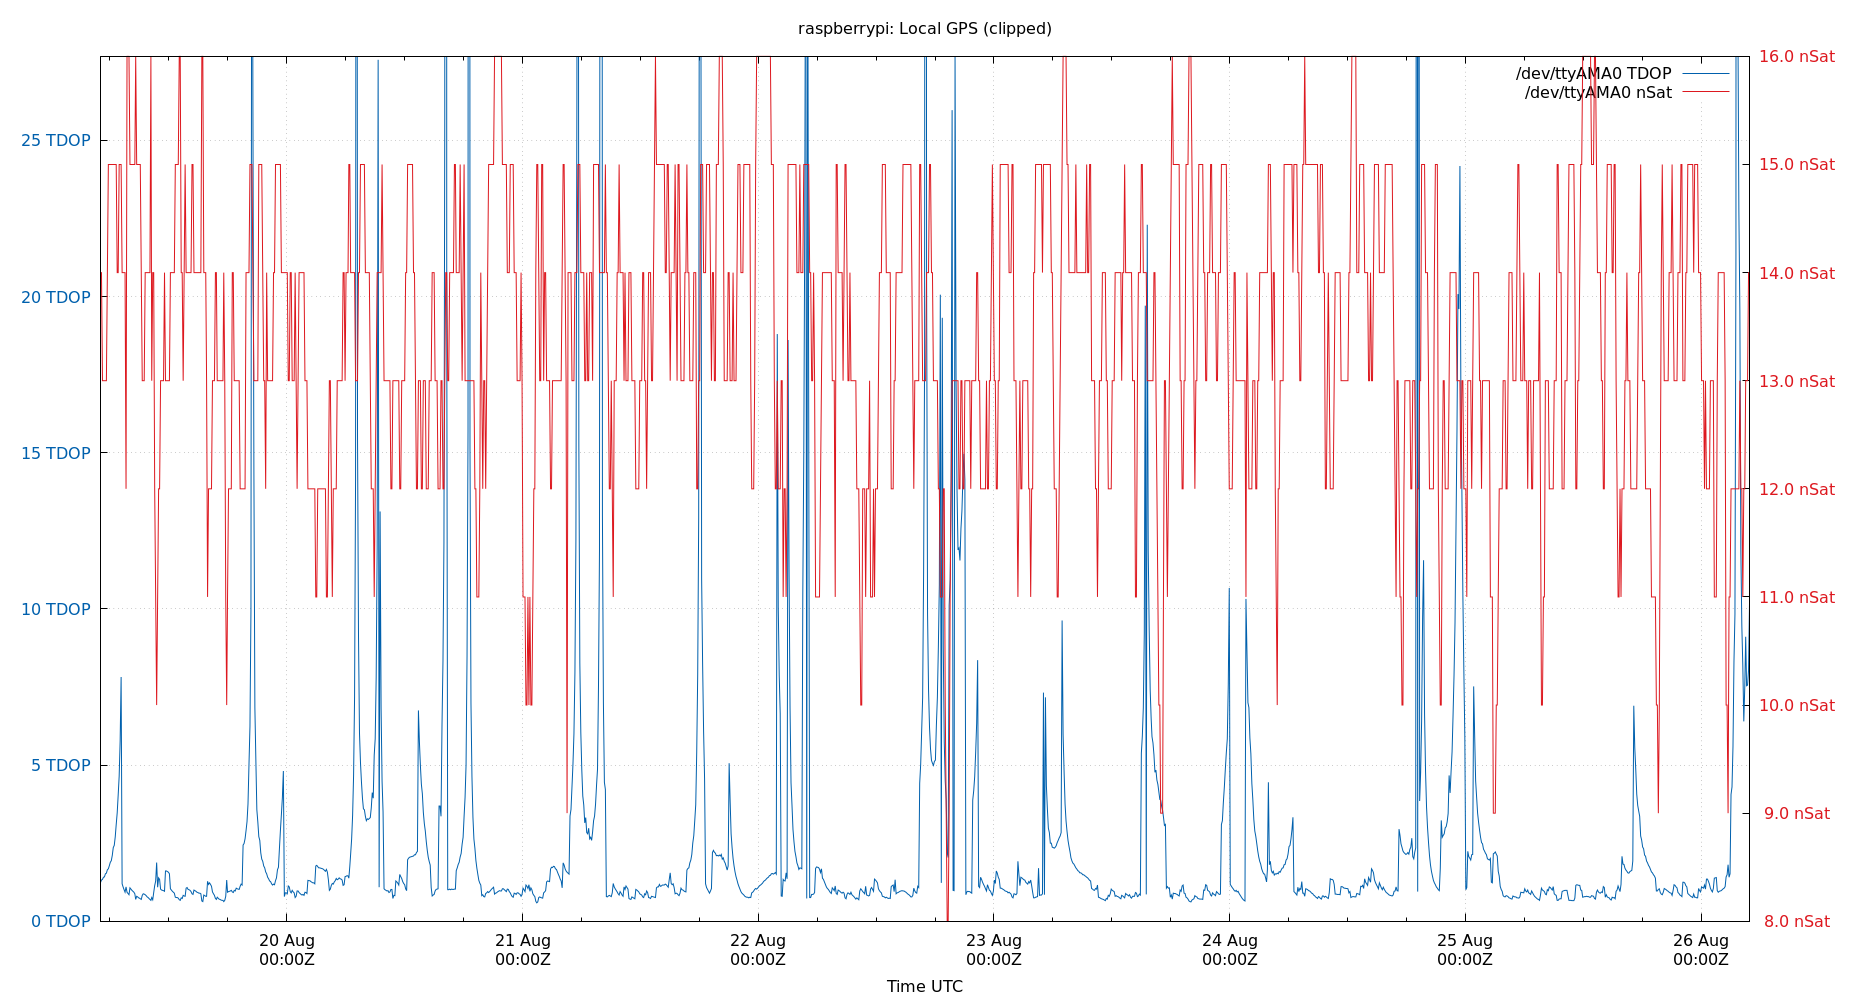 raspberrypi: Local GPS (clipped)
/dev/ttyAMA0 TDOP
/dev/ttyAMA0 nSat
25 TDOP
20 TDOP
15 TDOP
10 TDOP
5 TDOP
0 TDOP
16.0 nSat
15.0 nSat
14.0 nSat
13.0 nSat
12.0 nSat
11.0 nSat
10.0 nSat
9.0 nSat
8.0 nSat
20 Aug
00:00Z
21 Aug
00:00Z
22 Aug
00:00Z
23 Aug
00:00Z
24 Aug
00:00Z
25 Aug
00:00Z
26 Aug
00:00Z
Time UTC